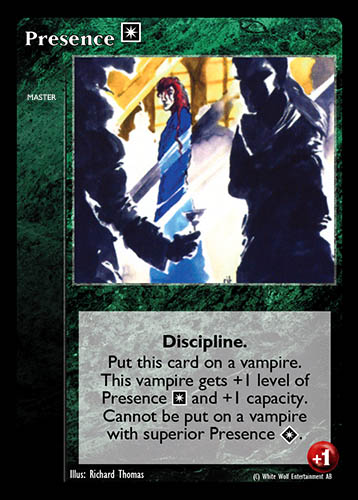 Presence
MASTER
Discipline.
Put this card on a vampire.
This vampire gets +1 level of
Presence and +1 capacity.
Cannot be put on a vampire
with superior Presence .
+1
Illus: Richard Thomas
(C) White Wolf Entertainment AB